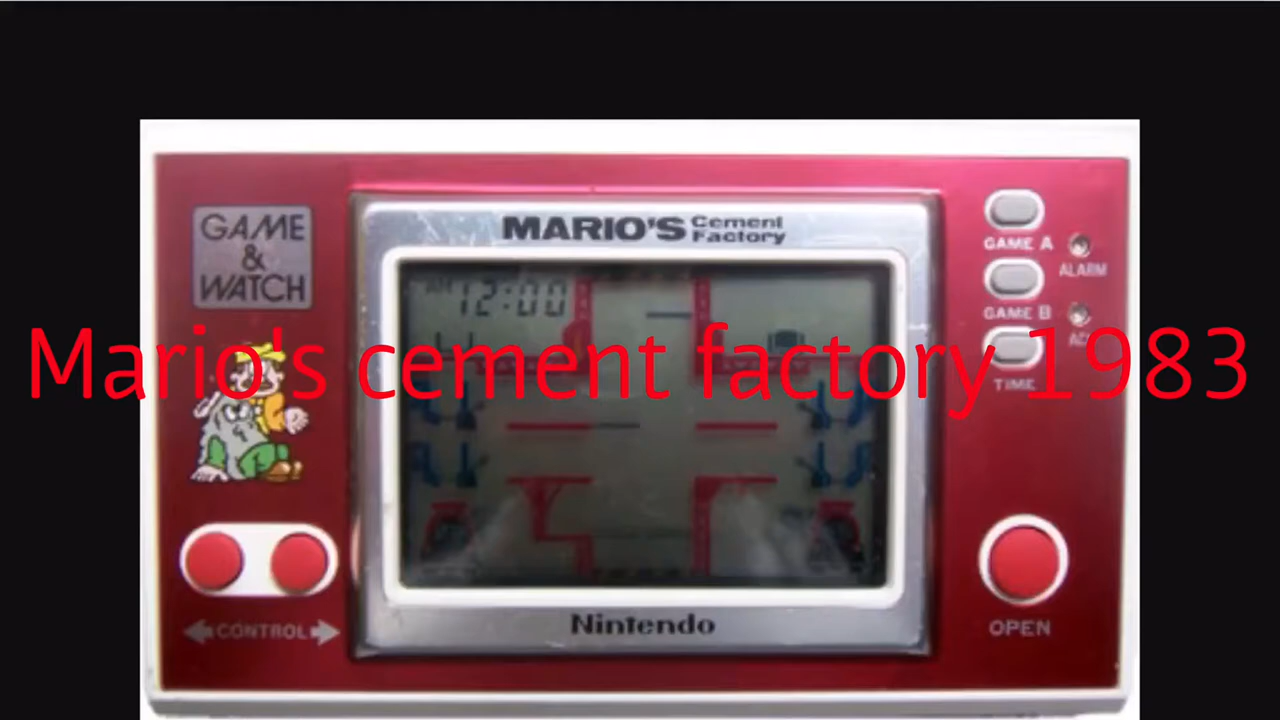 GAME
&
WATCH
MARIO'S Cement
Factory
12:00
GAME A
ALARM
GAME B
TIME
Mario's cement factory 1983
CONTROL
OPEN
Nintendo